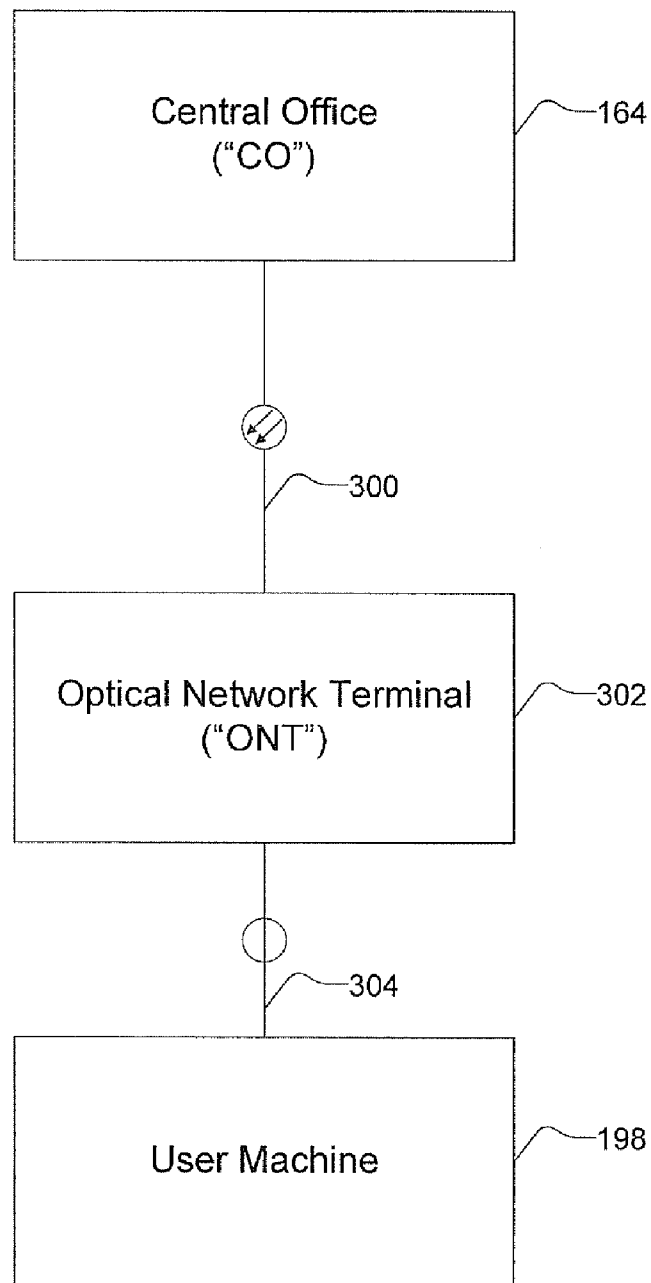 Central Office
(“CO”)
164
300
Optical Network Terminal
(“ONT”)
302
304
User Machine
198